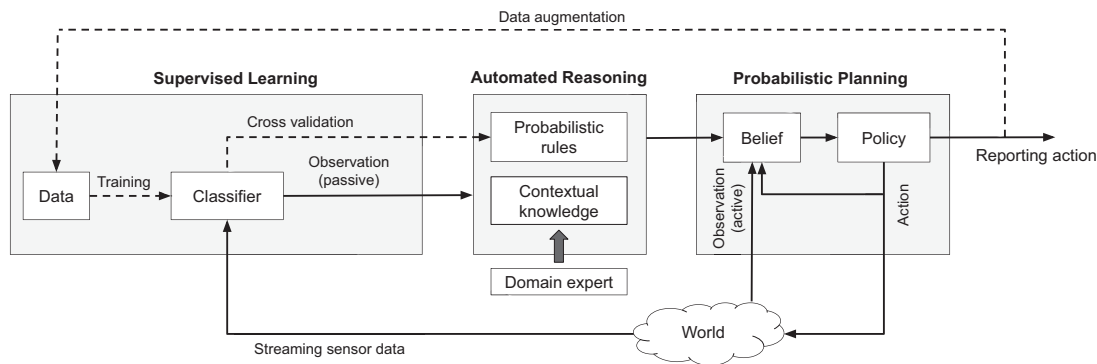 Data augmentation
Supervised Learning
Automated Reasoning
Probabilistic Planning
Cross validation
Probabilistic
rules
Belief
Policy
Reporting action
Observation
(passive)
Training
Data
Classifier
Contextual
knowledge
Observation
(active)
Action
Domain expert
World
Streaming sensor data